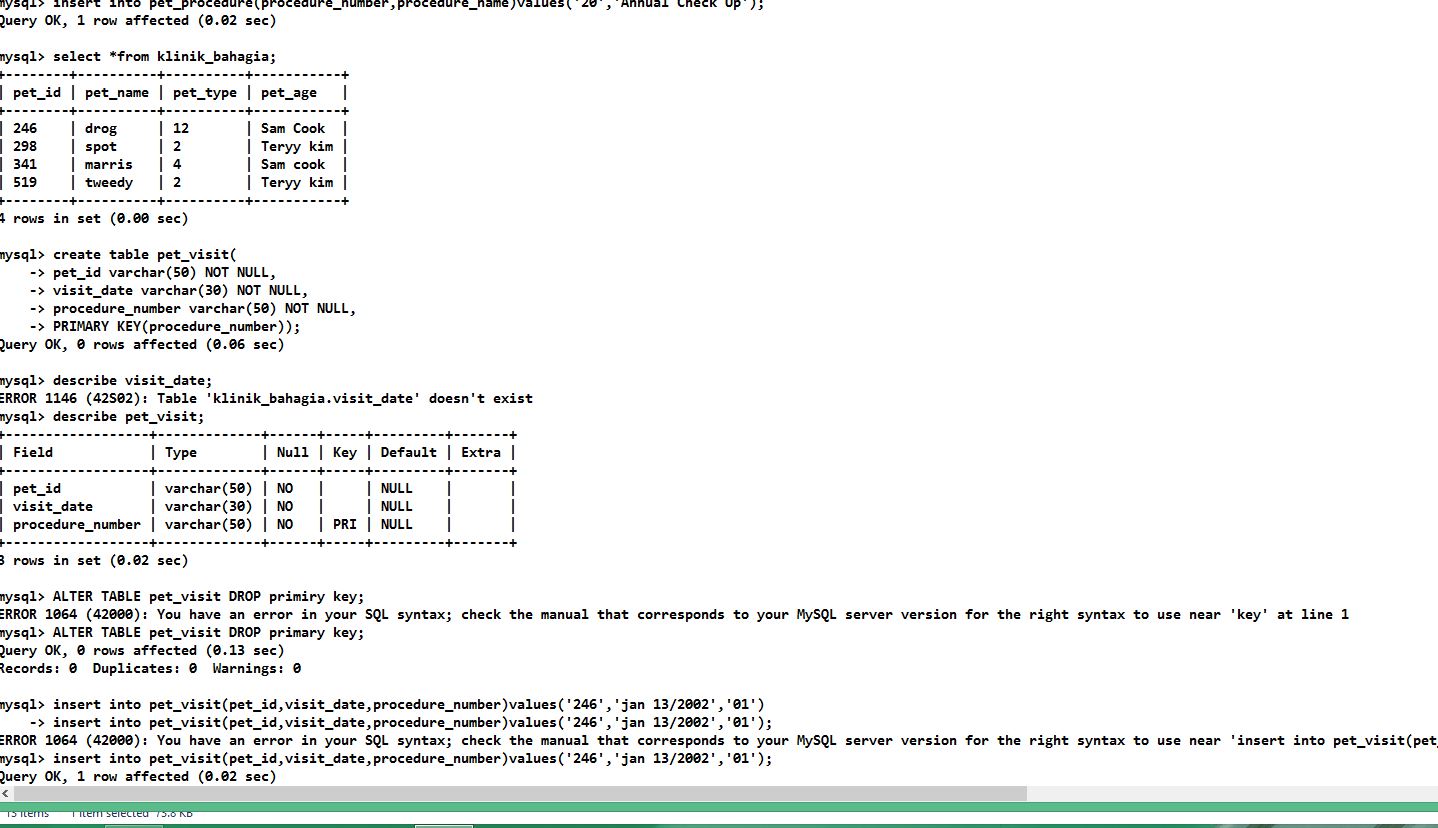 mysql> insert into pet_procedure(procedure_number,procedure_name)values('20','Annual Check Up');
Query OK, 1 row affected (0.02 sec)
mysql> select *from klinik_bahagia;
+--------+----------+----------+-----------+
| pet_id | pet_name | pet_type | pet_age   |
+--------+----------+----------+-----------+
| 246    | drog     | 12       | Sam Cook  |
| 298    | spot     | 2        | Teryy kim |
| 341    | marris   | 4        | Sam cook  |
| 519    | tweedy   | 2        | Teryy kim |
+--------+----------+----------+-----------+
4 rows in set (0.00 sec)
mysql> create table pet_visit(
    -> pet_id varchar(50) NOT NULL,
    -> visit_date varchar(30) NOT NULL,
    -> procedure_number varchar(50) NOT NULL,
    -> PRIMARY KEY(procedure_number));
Query OK, 0 rows affected (0.06 sec)
mysql> describe visit_date;
ERROR 1146 (42S02): Table 'klinik_bahagia.visit_date' doesn't exist
mysql> describe pet_visit;
+------------------+-------------+------+-----+---------+-------+
| Field            | Type        | Null | Key | Default | Extra |
+------------------+-------------+------+-----+---------+-------+
| pet_id           | varchar(50) | NO   |     | NULL    |       |
| visit_date       | varchar(30) | NO   |     | NULL    |       |
| procedure_number | varchar(50) | NO   | PRI | NULL    |       |
+------------------+-------------+------+-----+---------+-------+
3 rows in set (0.02 sec)
mysql> ALTER TABLE pet_visit DROP primiry key;
ERROR 1064 (42000): You have an error in your SQL syntax; check the manual that corresponds to your MySQL server version for the right syntax to use near 'key' at line 1
mysql> ALTER TABLE pet_visit DROP primary key;
Query OK, 0 rows affected (0.13 sec)
Records: 0  Duplicates: 0  Warnings: 0
mysql> insert into pet_visit(pet_id,visit_date,procedure_number)values('246','jan 13/2002','01')
    -> insert into pet_visit(pet_id,visit_date,procedure_number)values('246','jan 13/2002','01');
ERROR 1064 (42000): You have an error in your SQL syntax; check the manual that corresponds to your MySQL server version for the right syntax to use near 'insert into pet_visit(pet_
mysql> insert into pet_visit(pet_id,visit_date,procedure_number)values('246','jan 13/2002','01');
Query OK, 1 row affected (0.02 sec)
13 items   1 item selected  75.8 KB